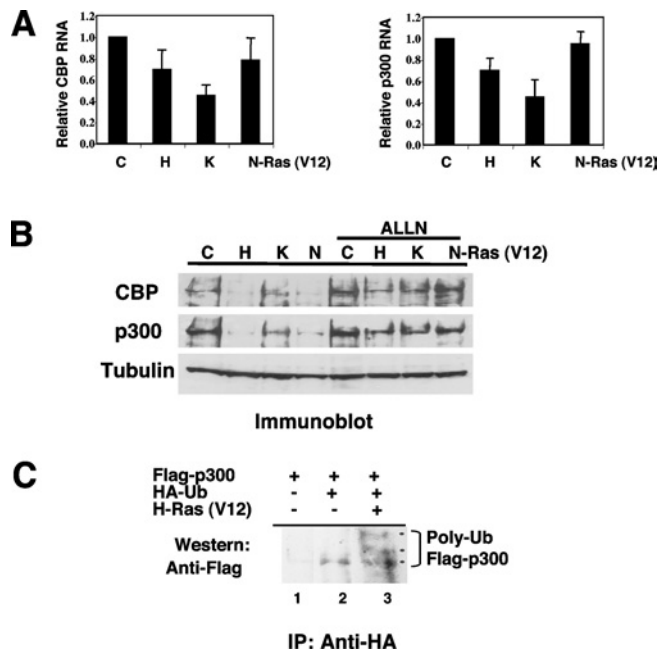 A
Relative CBP RNA
1.2
1.0
0.8
0.6
0.4
0.2
0.0
C H K N-Ras (V12)
Relative p300 RNA
1.2
1.0
0.8
0.6
0.4
0.2
0.0
C H K N-Ras (V12)
B
ALLN
C H K N C H K N-Ras (V12)
CBP
p300
Tubulin
Immunoblot
C
Flag-p300 + + +
HA-Ub - + +
H-Ras (V12) - - +
Western:
Anti-Flag
Poly-Ub
Flag-p300
1 2 3
IP: Anti-HA